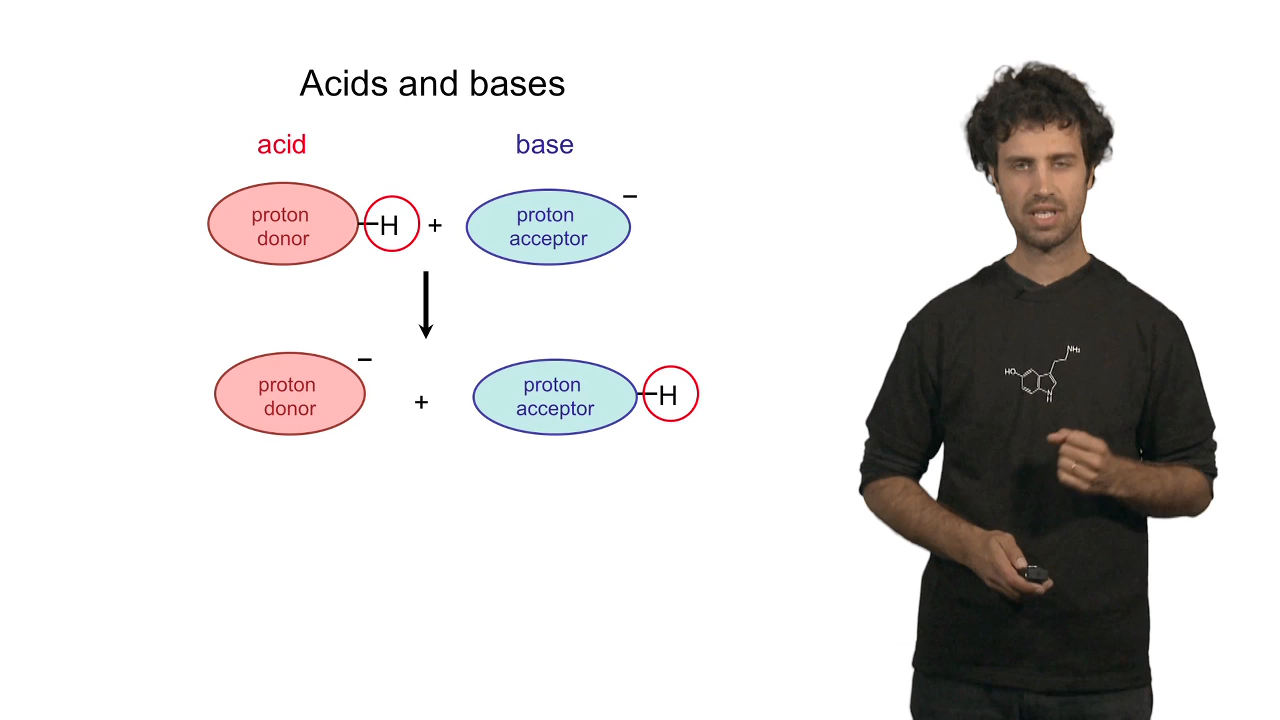 Acids and bases
acid base
proton proton –
donor –H + acceptor
– 
proton proton
donor + acceptor –H
NH₂
HO
N
H